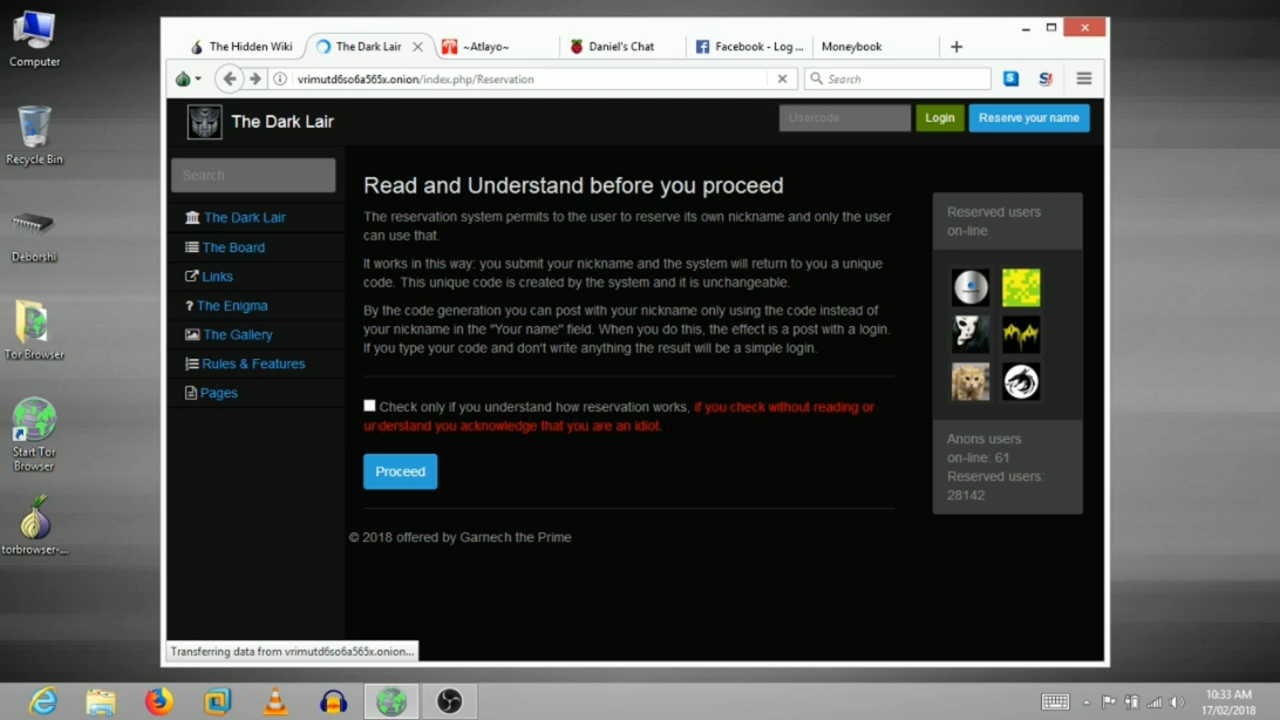 Computer
Recycle Bin
Deborshi
Tor Browser
Start Tor
Browser
torbrowser-...
The Hidden Wiki
The Dark Lair
~Atlayo~
Daniel's Chat
Facebook - Log ...
Moneybook
vrimutd6so6a565x.onion/index.php/Reservation
Search
The Dark Lair
Usercode
Login
Reserve your name
Search
The Dark Lair
The Board
Links
The Enigma
The Gallery
Rules & Features
Pages
Read and Understand before you proceed
The reservation system permits to the user to reserve its own nickname and only the user
can use that.
It works in this way: you submit your nickname and the system will return to you a unique
code. This unique code is created by the system and it is unchangeable.
By the code generation you can post with your nickname only using the code instead of
your nickname in the "Your name" field. When you do this, the effect is a post with a login.
If you type your code and don't write anything the result will be a simple login.
Check only if you understand how reservation works, if you check without reading or
understand you acknowledge that you are an idiot.
Proceed
© 2018 offered by Garnech the Prime
Reserved users
on-line
Anons users
on-line: 61
Reserved users:
28142
Transferring data from vrimutd6so6a565x.onion...
10:33 AM
17/02/2018